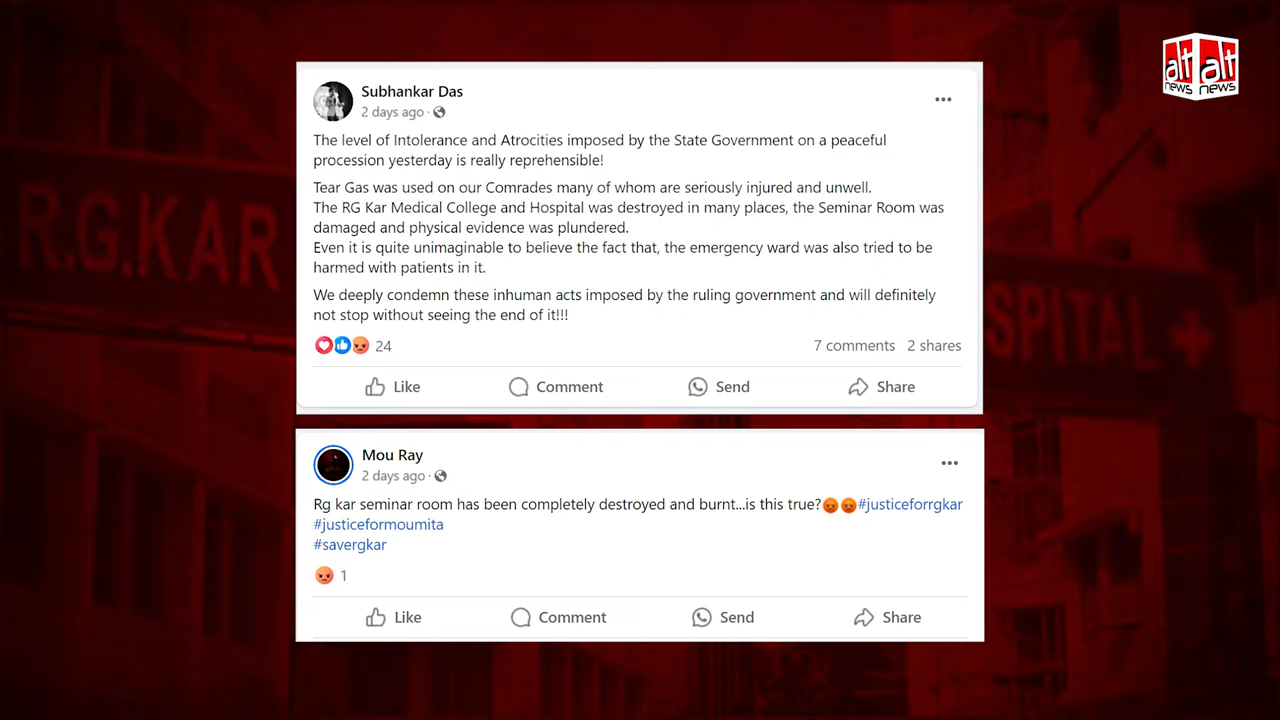 alt alt
news news
R.G.KAR
SPITAL
Subhankar Das
2 days ago ·
The level of Intolerance and Atrocities imposed by the State Government on a peaceful
procession yesterday is really reprehensible!
Tear Gas was used on our Comrades many of whom are seriously injured and unwell.
The RG Kar Medical College and Hospital was destroyed in many places, the Seminar Room was
damaged and physical evidence was plundered.
Even it is quite unimaginable to believe the fact that, the emergency ward was also tried to be
harmed with patients in it.
We deeply condemn these inhuman acts imposed by the ruling government and will definitely
not stop without seeing the end of it!!!
24 7 comments 2 shares
Like Comment Send Share
Mou Ray
2 days ago ·
Rg kar seminar room has been completely destroyed and burnt...is this true?😡😡#justiceforrgkar
#justiceformoumita
#savergkar
1
Like Comment Send Share